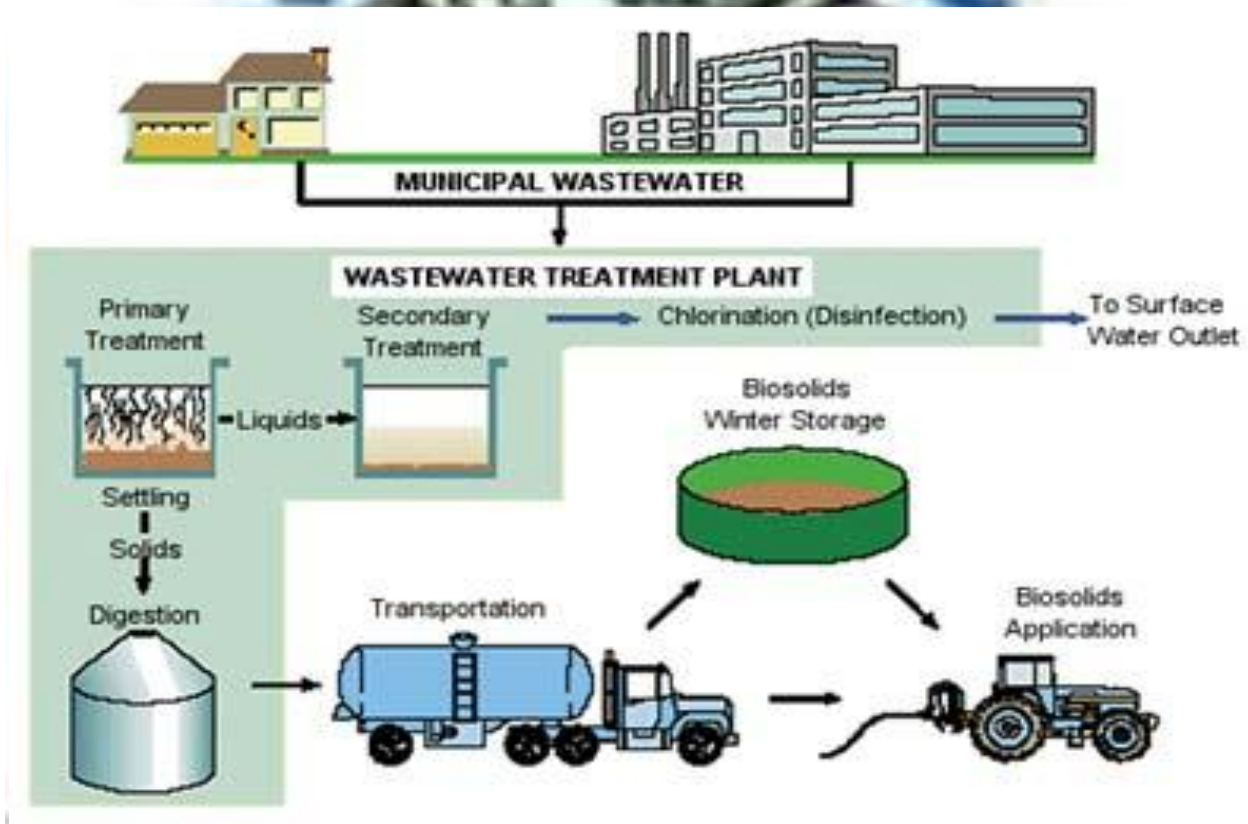 MUNICIPAL WASTEWATER
WASTEWATER TREATMENT PLANT
Primary
Treatment
Secondary
Treatment
Chlorination (Disinfection)
To Surface
Water Outlet
Liquids
Settling
Solids
Digestion
Transportation
Biosolids
Winter Storage
Biosolids
Application